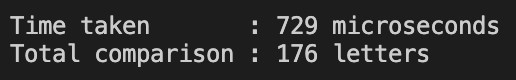 Time taken       : 729 microseconds
Total comparison : 176 letters